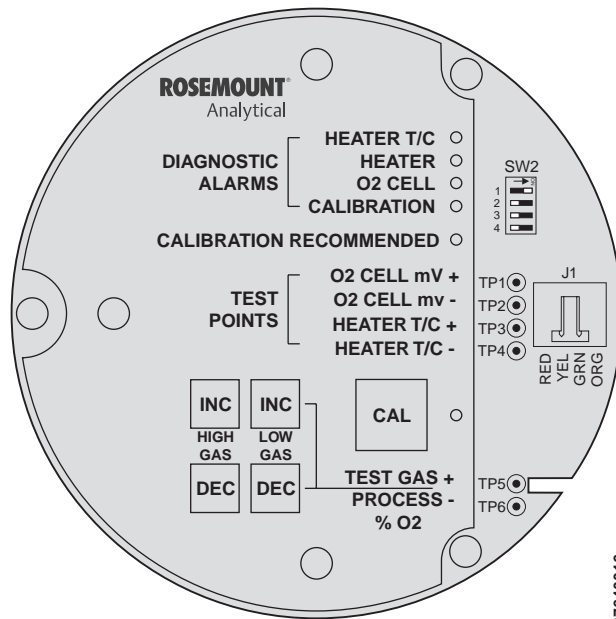 ROSEMOUNT®
Analytical
DIAGNOSTIC
ALARMS
HEATER T/C
HEATER
O2 CELL
CALIBRATION
CALIBRATION RECOMMENDED
TEST
POINTS
O2 CELL mV +
O2 CELL mv -
HEATER T/C +
HEATER T/C -
SW2
1
2
3
4
TP1
TP2
TP3
TP4
J1
RED
YEL
GRN
ORG
INC
INC
HIGH
GAS
LOW
GAS
DEC
DEC
CAL
TEST GAS +
PROCESS -
% O2
TP5
TP6